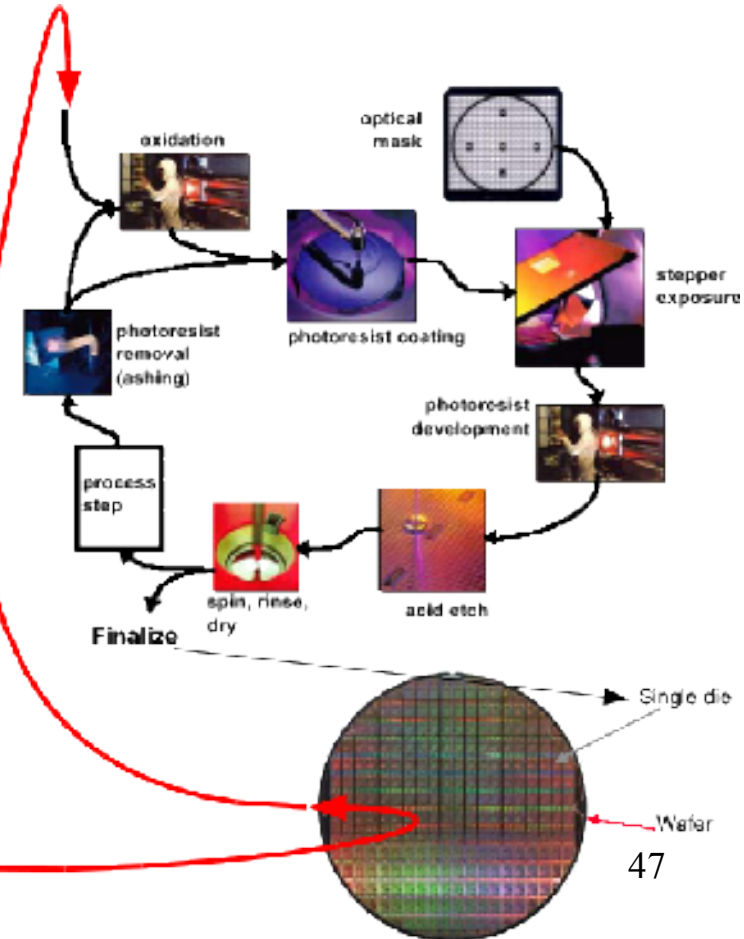 oxidation
optical
mask
stepper
exposure
photoresist
removal
(ashing)
photoresist coating
photoresist
development
process
step
spin, rinse,
dry
acid etch
Finalize
Single die
Wafer
47